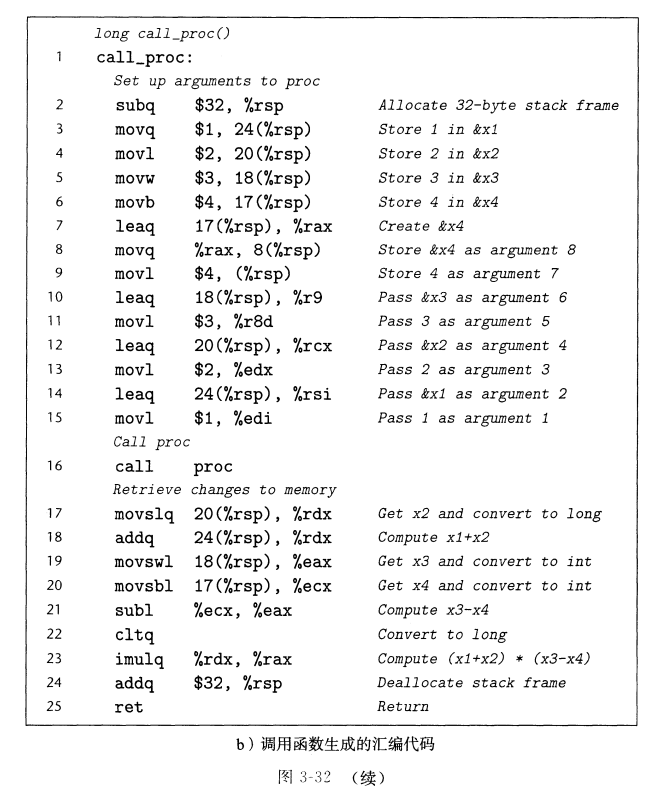 long call_proc()
1 call_proc:
Set up arguments to proc
2 subq $32, %rsp Allocate 32-byte stack frame
3 movq $1, 24(%rsp) Store 1 in &x1
4 movl $2, 20(%rsp) Store 2 in &x2
5 movw $3, 18(%rsp) Store 3 in &x3
6 movb $4, 17(%rsp) Store 4 in &x4
7 leaq 17(%rsp), %rax Create &x4
8 movq %rax, 8(%rsp) Store &x4 as argument 8
9 movl $4, (%rsp) Store 4 as argument 7
10 leaq 18(%rsp), %r9 Pass &x3 as argument 6
11 movl $3, %r8d Pass 3 as argument 5
12 leaq 20(%rsp), %rcx Pass &x2 as argument 4
13 movl $2, %edx Pass 2 as argument 3
14 leaq 24(%rsp), %rsi Pass &x1 as argument 2
15 movl $1, %edi Pass 1 as argument 1
Call proc
16 call proc
Retrieve changes to memory
17 movslq 20(%rsp), %rdx Get x2 and convert to long
18 addq 24(%rsp), %rdx Compute x1+x2
19 movswl 18(%rsp), %eax Get x3 and convert to int
20 movsbl 17(%rsp), %ecx Get x4 and convert to int
21 subl %ecx, %eax Compute x3-x4
22 cltq Convert to long
23 imulq %rdx, %rax Compute (x1+x2) * (x3-x4)
24 addq $32, %rsp Deallocate stack frame
25 ret Return
b）调用函数生成的汇编代码
图 3-32 （续）